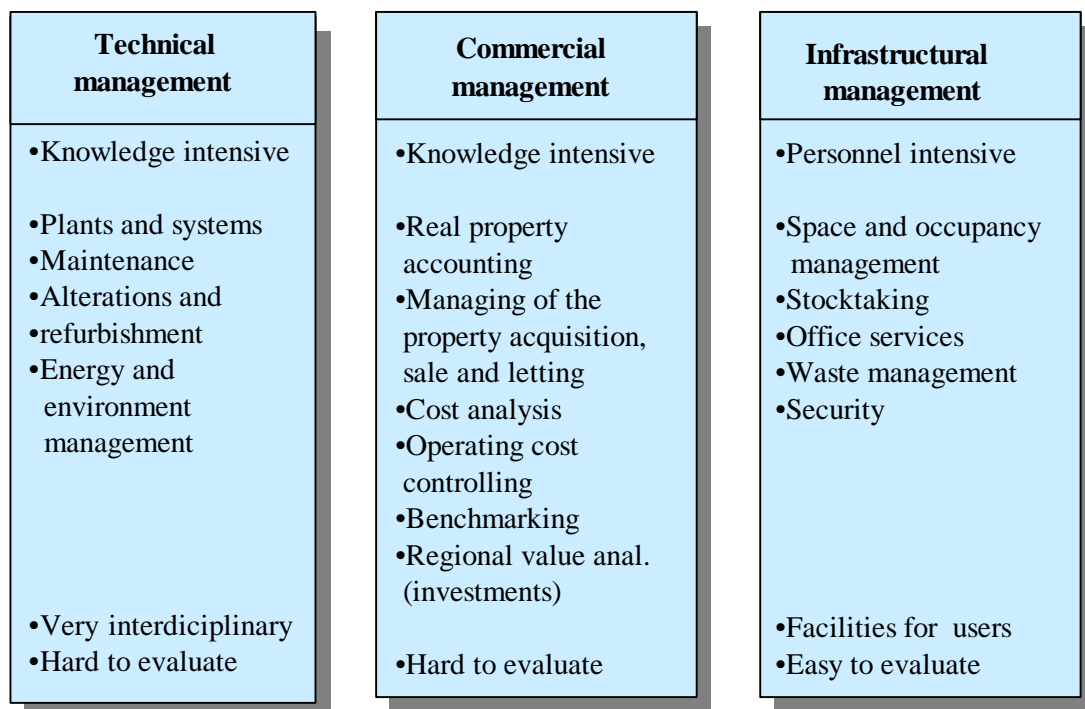 Technical
management
•Knowledge intensive
•Plants and systems
•Maintenance
•Alterations and
•refurbishment
•Energy and
environment
management
•Very interdiciplinary
•Hard to evaluate
Commercial
management
•Knowledge intensive
•Real property
accounting
•Managing of the
property acquisition,
sale and letting
•Cost analysis
•Operating cost
controlling
•Benchmarking
•Regional value anal.
(investments)
•Hard to evaluate
Infrastructural
management
•Personnel intensive
•Space and occupancy
management
•Stocktaking
•Office services
•Waste management
•Security
•Facilities for users
•Easy to evaluate